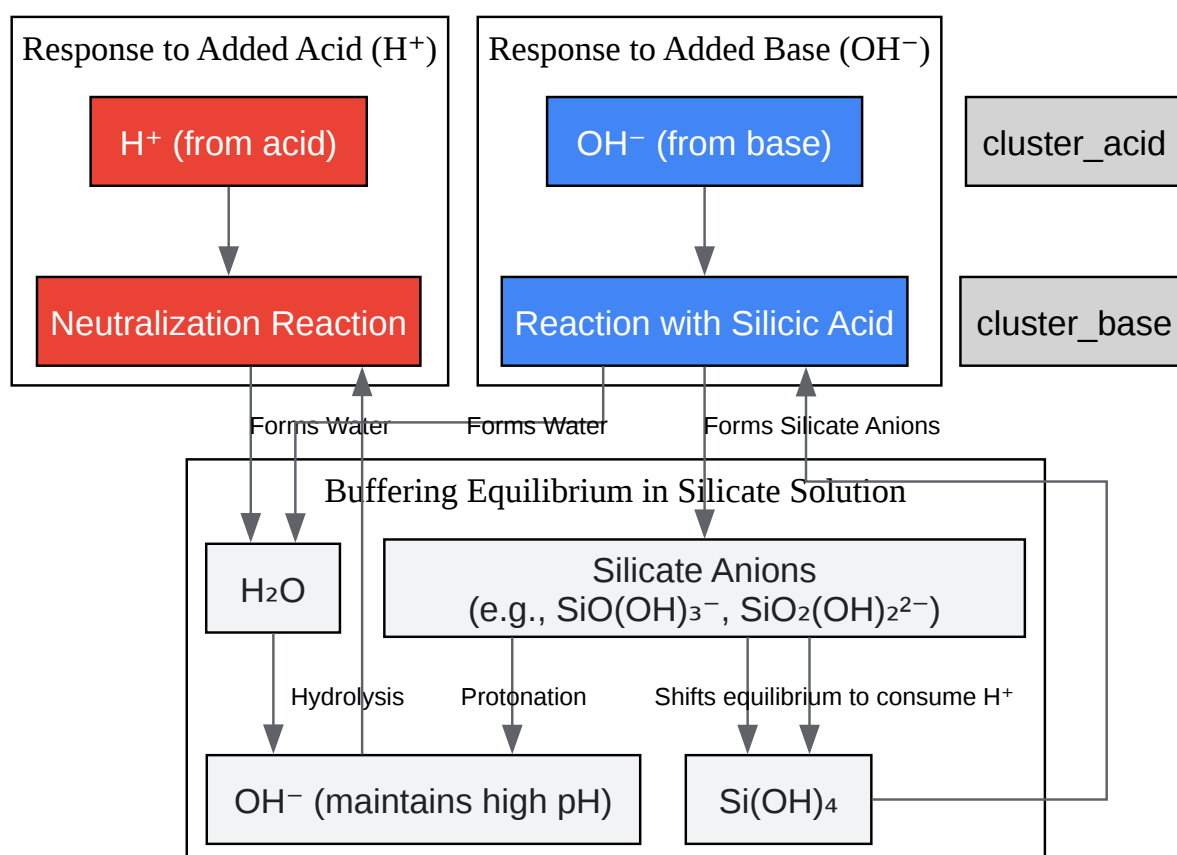 Response to Added Acid (H⁺)
Response to Added Base (OH⁻)
H⁺ (from acid)
OH⁻ (from base)
cluster_acid
Neutralization Reaction
Reaction with Silicic Acid
cluster_base
Forms Water
Forms Water
Forms Silicate Anions
Buffering Equilibrium in Silicate Solution
H₂O
Silicate Anions
(e.g., SiO(OH)₃⁻, SiO₂(OH)₂²⁻)
Hydrolysis
Protonation
Shifts equilibrium to consume H⁺
OH⁻ (maintains high pH)
Si(OH)₄